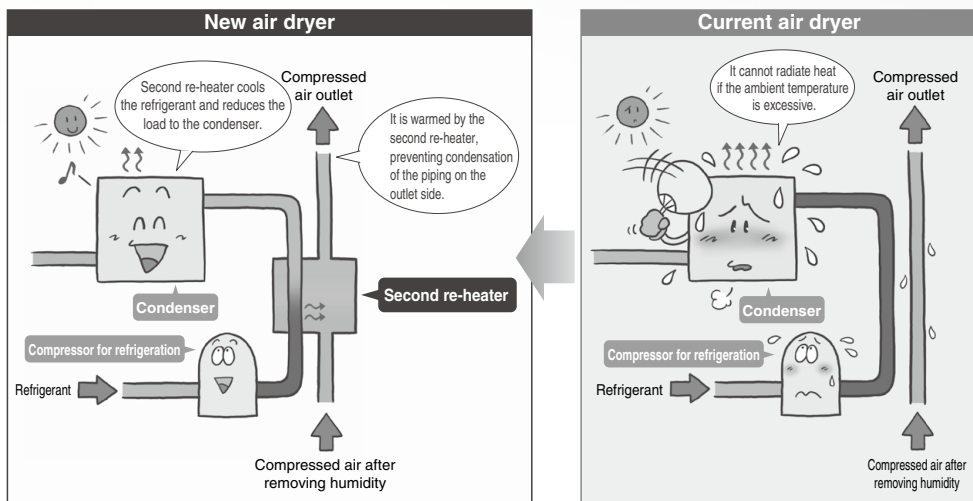 New air dryer
Second re-heater cools
the refrigerant and reduces the
load to the condenser.
Compressed
air outlet
It is warmed by the
second re-heater,
preventing condensation
of the piping on the
outlet side.
Condenser
Second re-heater
Compressor for refrigeration
Refrigerant
Compressed air after
removing humidity
Current air dryer
It cannot radiate heat
if the ambient temperature
is excessive.
Compressed
air outlet
Condenser
Compressor for refrigeration
Refrigerant
Compressed air after
removing humidity